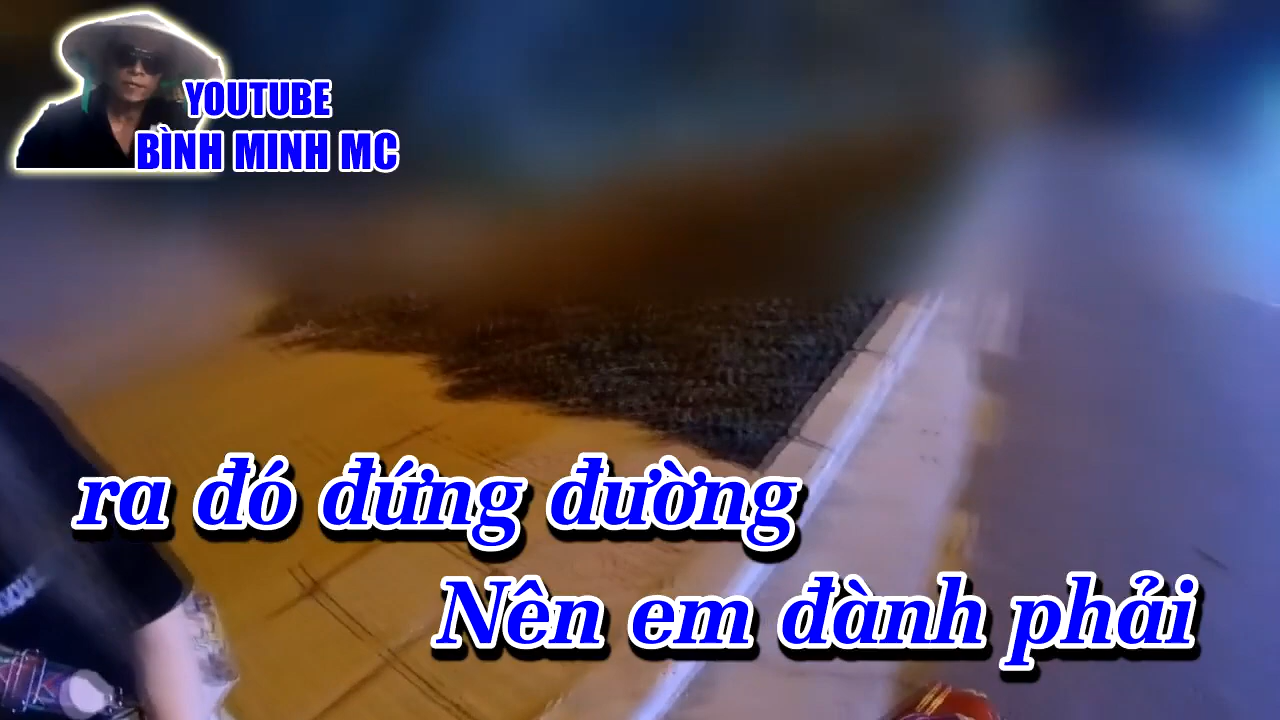 YOUTUBE
BÌNH MINH MC
ra đó đứng đường
Nên em đành phải